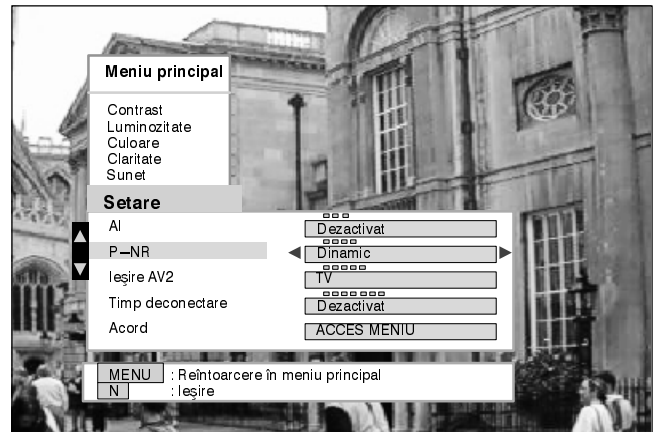 Meniu principal
Contrast
Luminozitate
Culoare
Claritate
Sunet
Setare
AI Dezactivat
P–NR Dinamic
Ieşire AV2 TV
Timp deconectare Dezactivat
Acord ACCES MENIU
MENU : Reîntoarcere în meniu principal
N : Ieşire